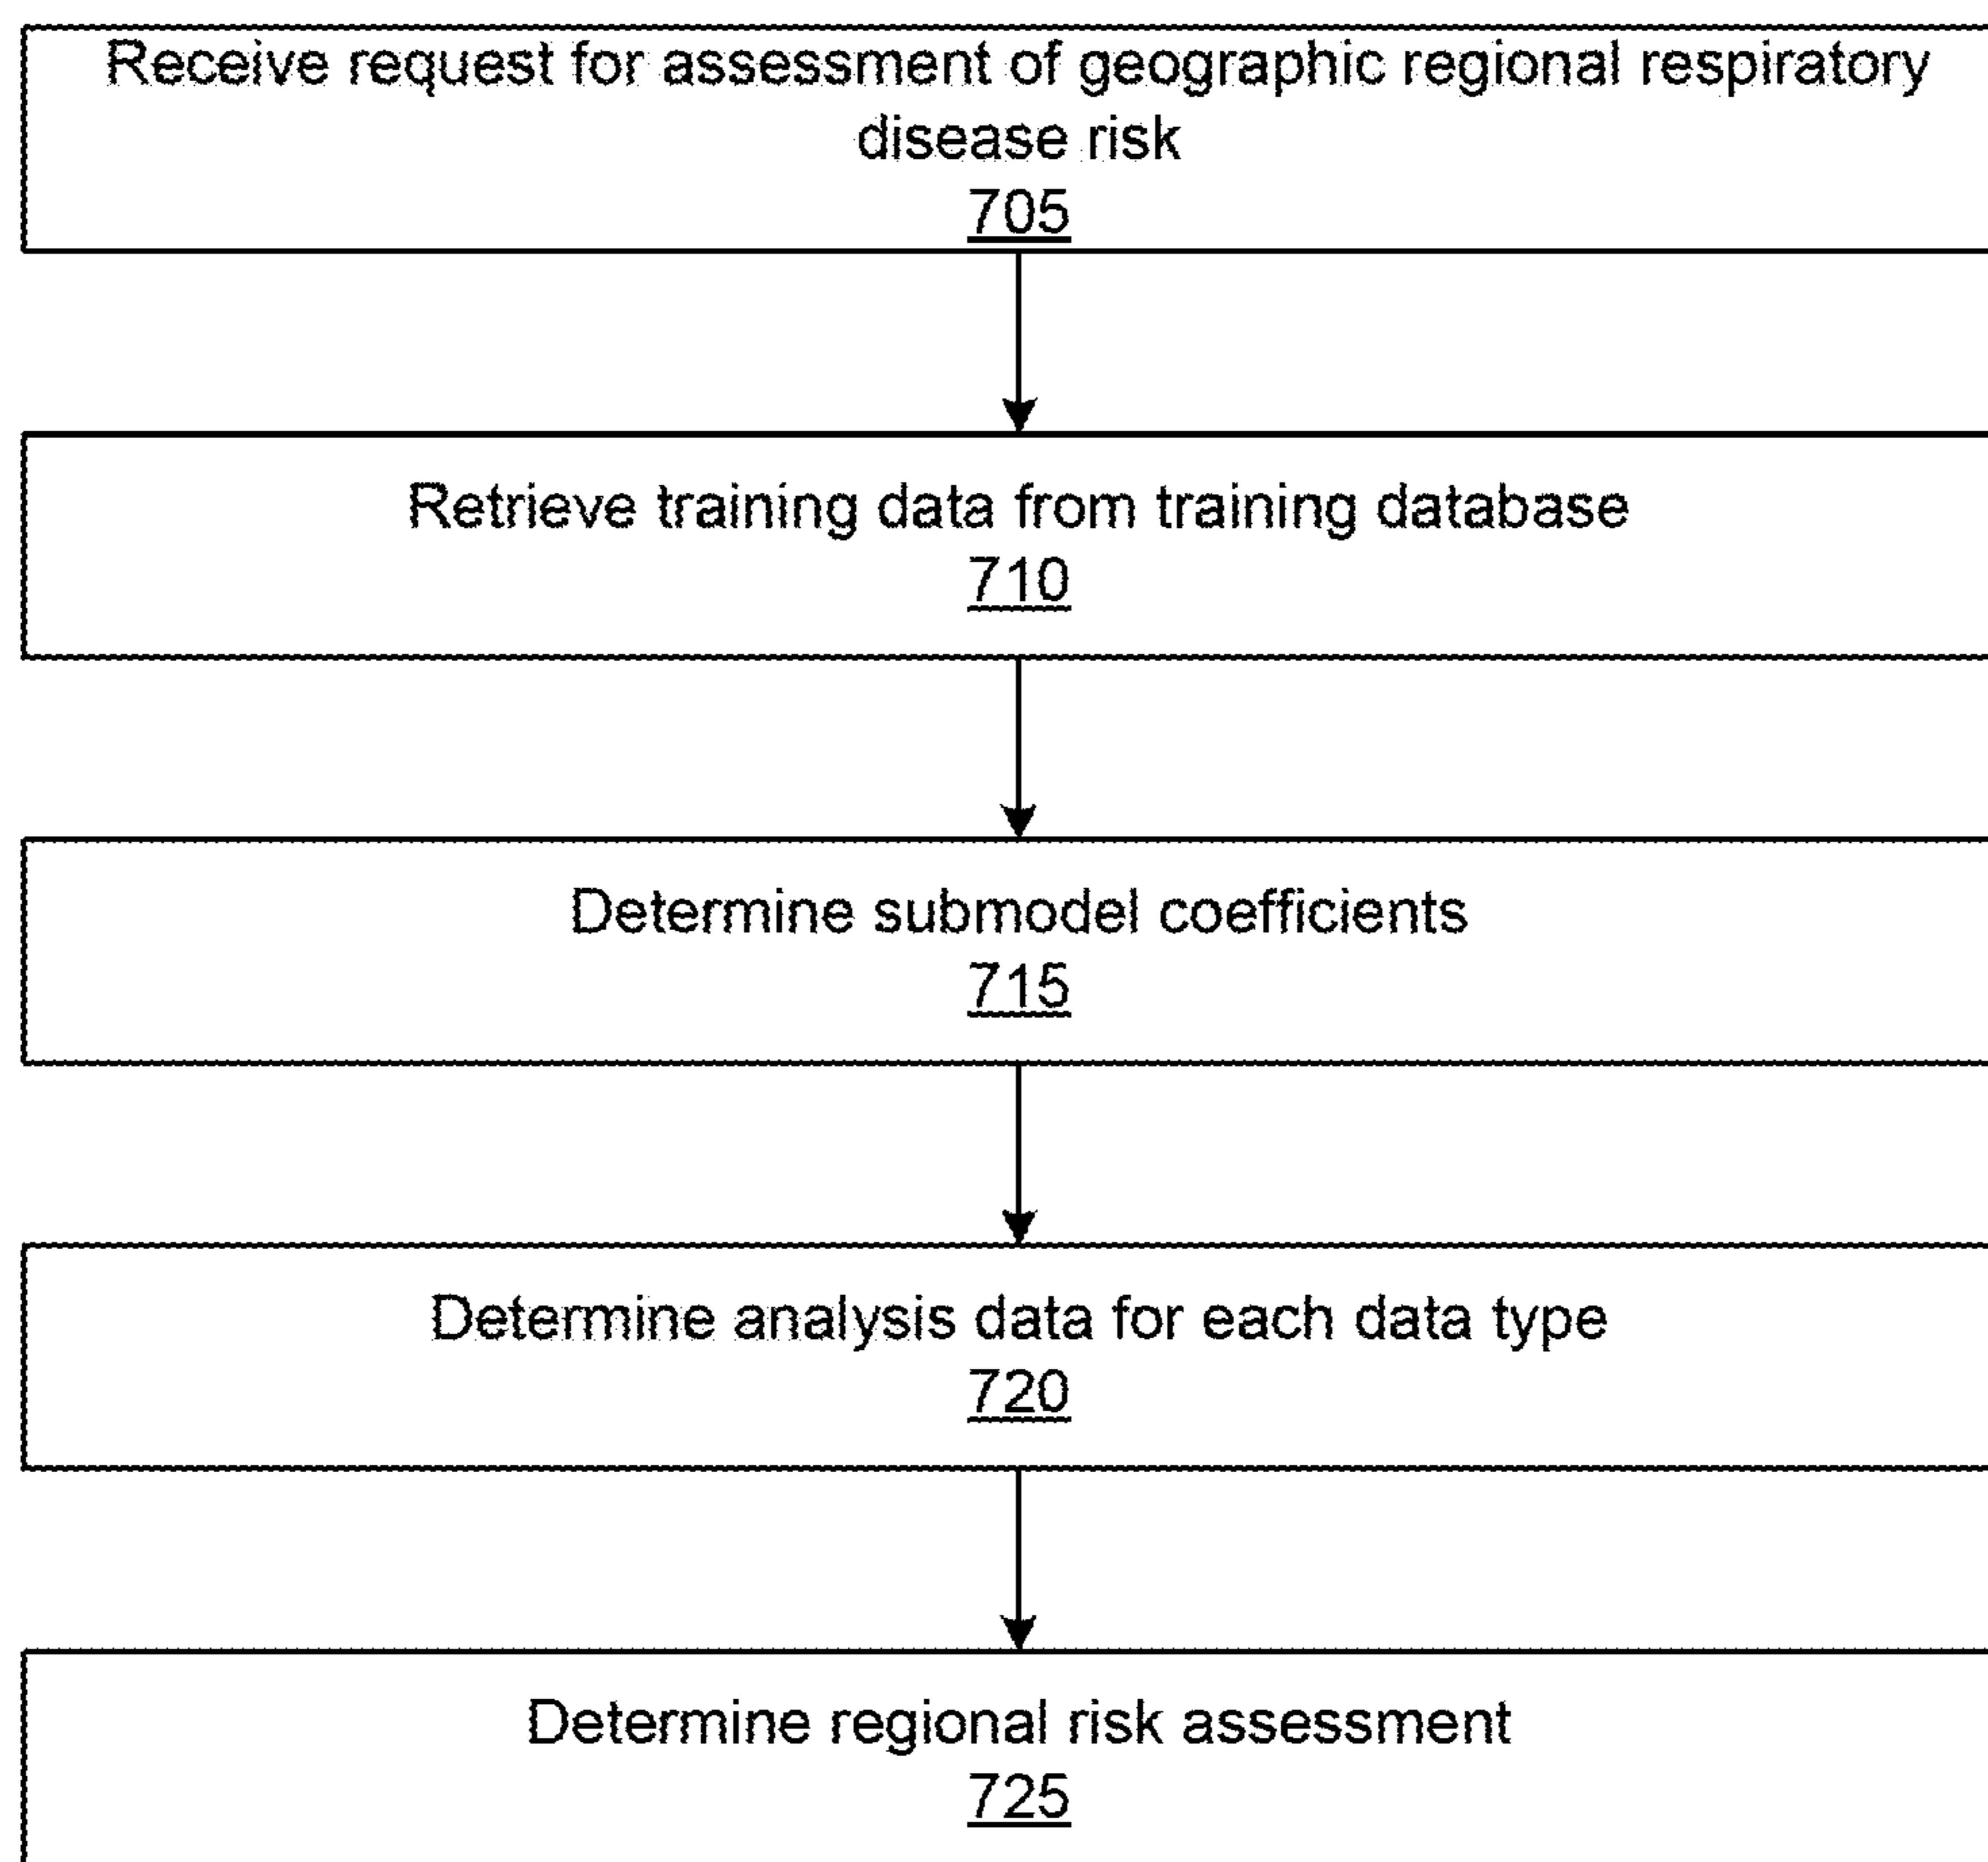 Receive request for assessment of geographic regional respiratory
disease risk
705
Retrieve training data from training database
710
Determine submodel coefficients
715
Determine analysis data for each data type
720
Determine regional risk assessment
725